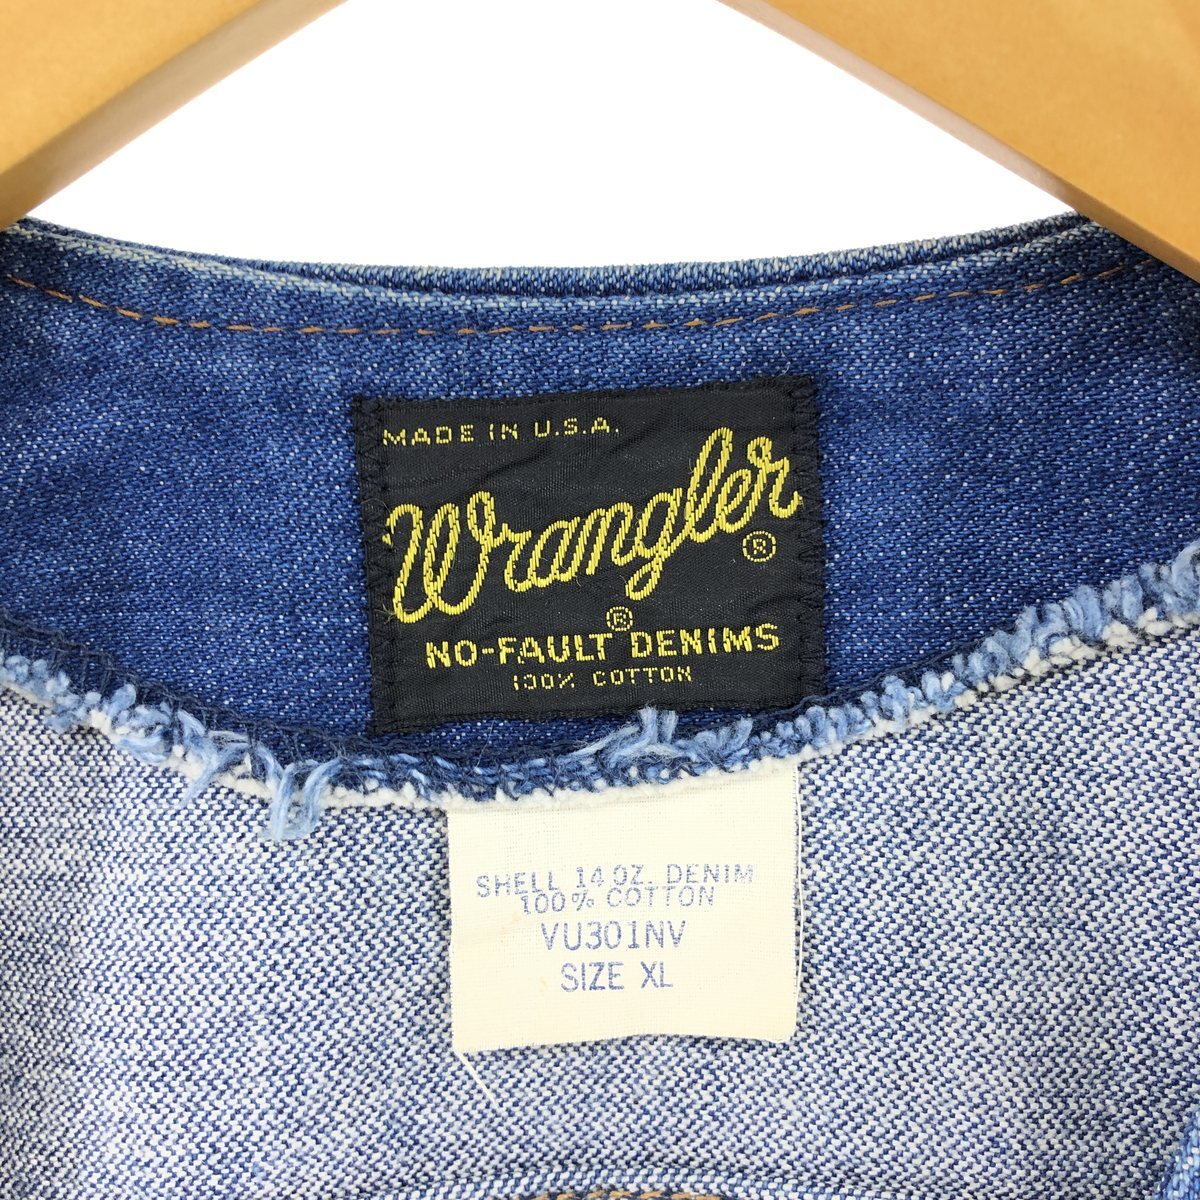 MADE IN U.S.A.
Wrangler®
NO-FAULT® DENIMS
100% COTTON
SHELL 14 OZ. DENIM
100% COTTON
VU301NV
SIZE XL